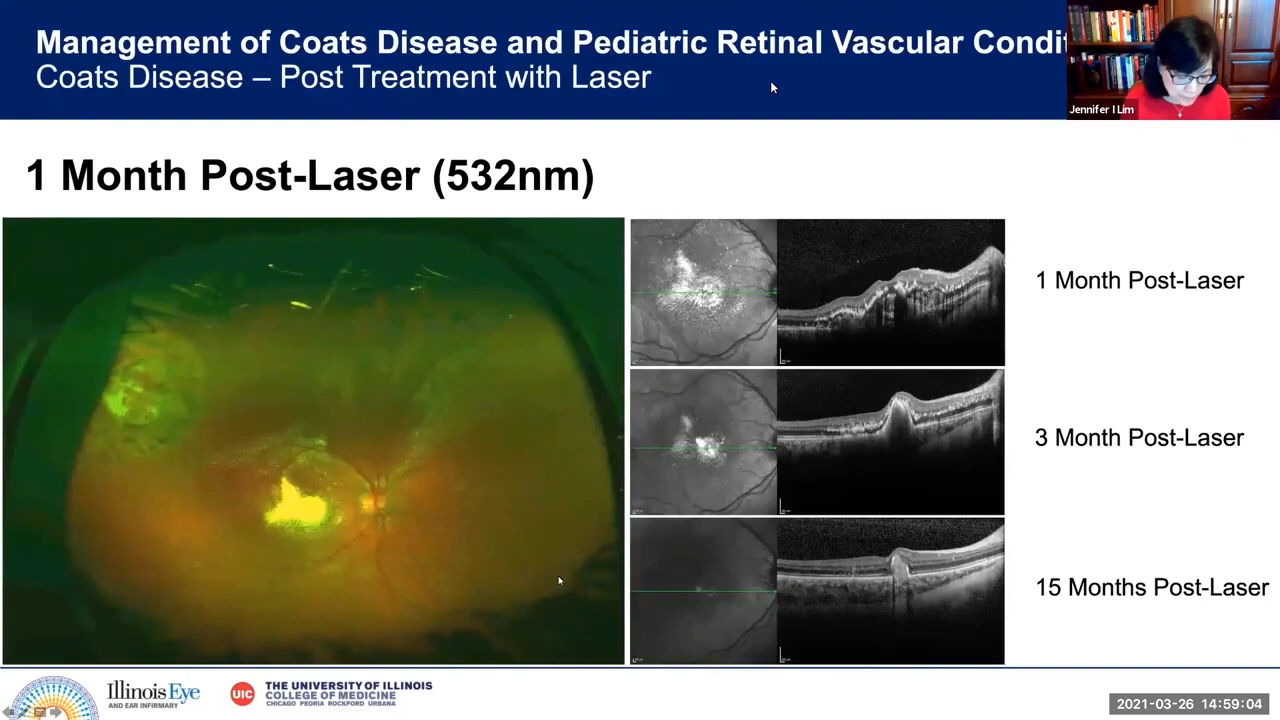 Management of Coats Disease and Pediatric Retinal Vascular Condit
Coats Disease – Post Treatment with Laser
Jennifer I Lim
1 Month Post-Laser (532nm)
1 Month Post-Laser
3 Month Post-Laser
15 Months Post-Laser
Illinois Eye
AND EAR INFIRMARY
UIC
THE UNIVERSITY OF ILLINOIS
COLLEGE OF MEDICINE
CHICAGO PEORIA ROCKFORD URBANA
2021-03-26 14:59:04